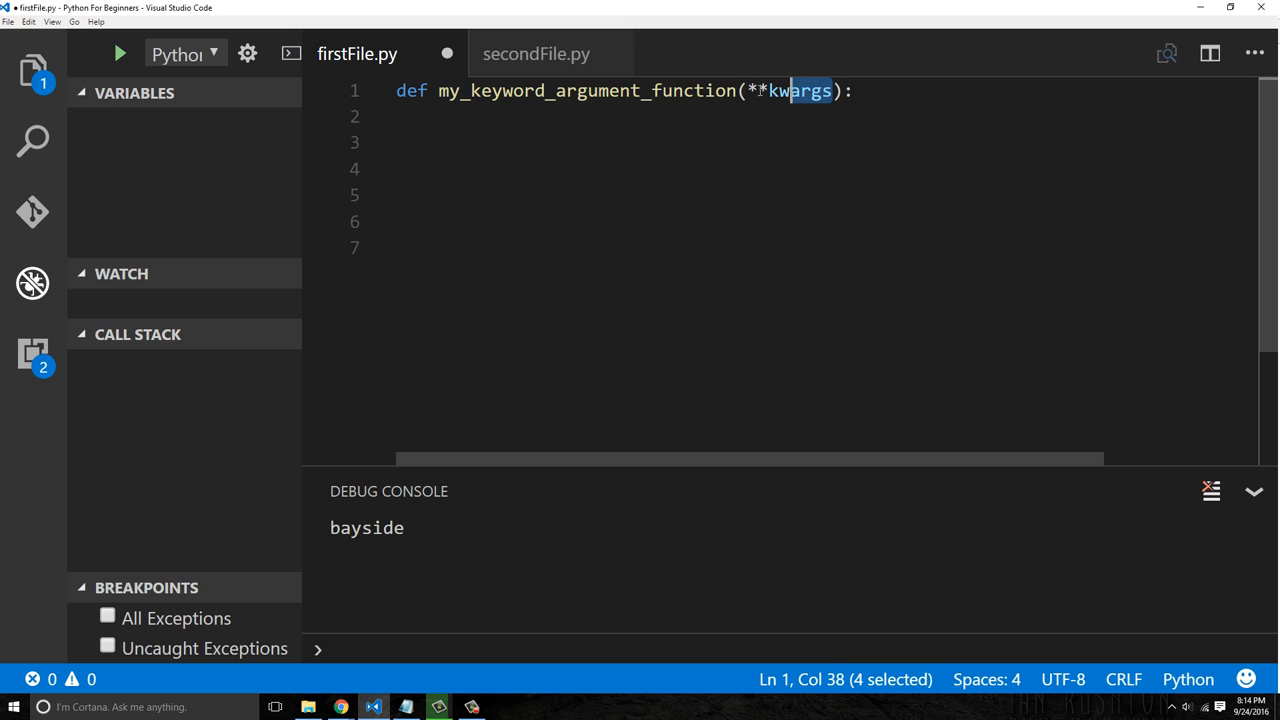 • firstFile.py - Python For Beginners - Visual Studio Code
File Edit View Go Help
Python firstFile.py secondFile.py
1 VARIABLES
1 def my_keyword_argument_function(**kwargs):
2
3
4
5
6
7
WATCH
CALL STACK
2
DEBUG CONSOLE
bayside
BREAKPOINTS
All Exceptions
Uncaught Exceptions
0 0 Ln 1, Col 38 (4 selected) Spaces: 4 UTF-8 CRLF Python
I'm Cortana. Ask me anything.
8:14 PM
9/24/2016